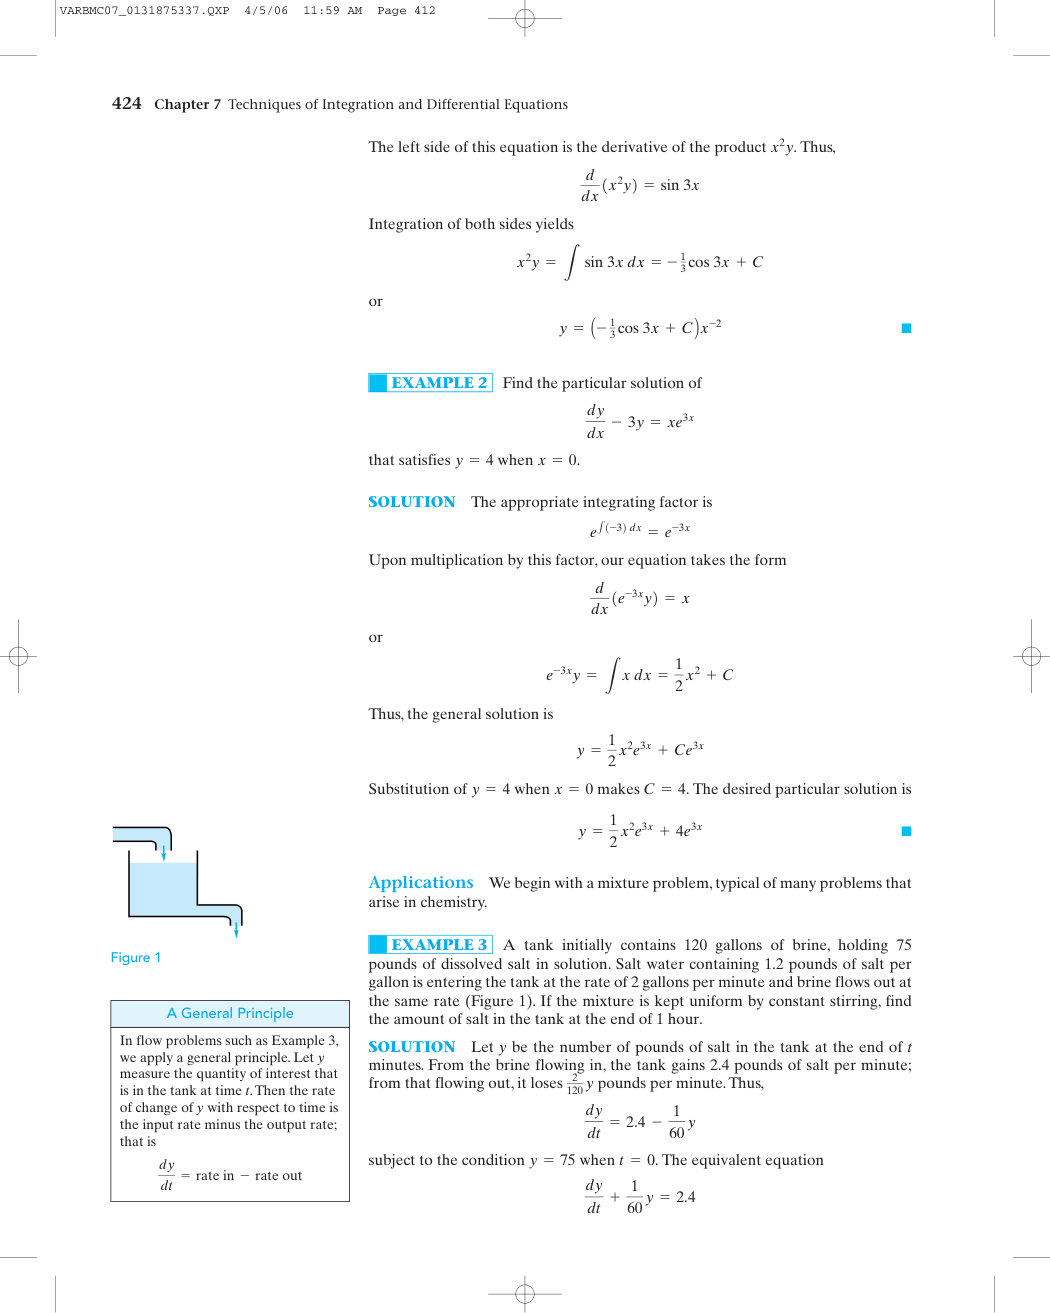 VARBMC07_0131875337.QXP 4/5/06 11:59 AM Page 412
424 Chapter 7 Techniques of Integration and Differential Equations
The left side of this equation is the derivative of the product x²y. Thus,
d/dx (x²y) = sin 3x
Integration of both sides yields
x²y = ∫ sin 3x dx = −1/3 cos 3x + C
or
y = (−1/3 cos 3x + C)x⁻²
EXAMPLE 2 Find the particular solution of
dy/dx − 3y = xe³ˣ
that satisfies y = 4 when x = 0.
SOLUTION The appropriate integrating factor is
e^∫(−3) dx = e⁻³ˣ
Upon multiplication by this factor, our equation takes the form
d/dx (e⁻³ˣy) = x
or
e⁻³ˣy = ∫ x dx = 1/2 x² + C
Thus, the general solution is
y = 1/2 x²e³ˣ + Ce³ˣ
Substitution of y = 4 when x = 0 makes C = 4. The desired particular solution is
y = 1/2 x²e³ˣ + 4e³ˣ
Applications We begin with a mixture problem, typical of many problems that
arise in chemistry.
EXAMPLE 3 A tank initially contains 120 gallons of brine, holding 75
pounds of dissolved salt in solution. Salt water containing 1.2 pounds of salt per
gallon is entering the tank at the rate of 2 gallons per minute and brine flows out at
the same rate (Figure 1). If the mixture is kept uniform by constant stirring, find
the amount of salt in the tank at the end of 1 hour.
SOLUTION Let y be the number of pounds of salt in the tank at the end of t
minutes. From the brine flowing in, the tank gains 2.4 pounds of salt per minute;
from that flowing out, it loses 2/120 y pounds per minute. Thus,
dy/dt = 2.4 − 1/60 y
subject to the condition y = 75 when t = 0. The equivalent equation
dy/dt + 1/60 y = 2.4
Figure 1
A General Principle
In flow problems such as Example 3,
we apply a general principle. Let y
measure the quantity of interest that
is in the tank at time t. Then the rate
of change of y with respect to time is
the input rate minus the output rate;
that is
dy/dt = rate in − rate out